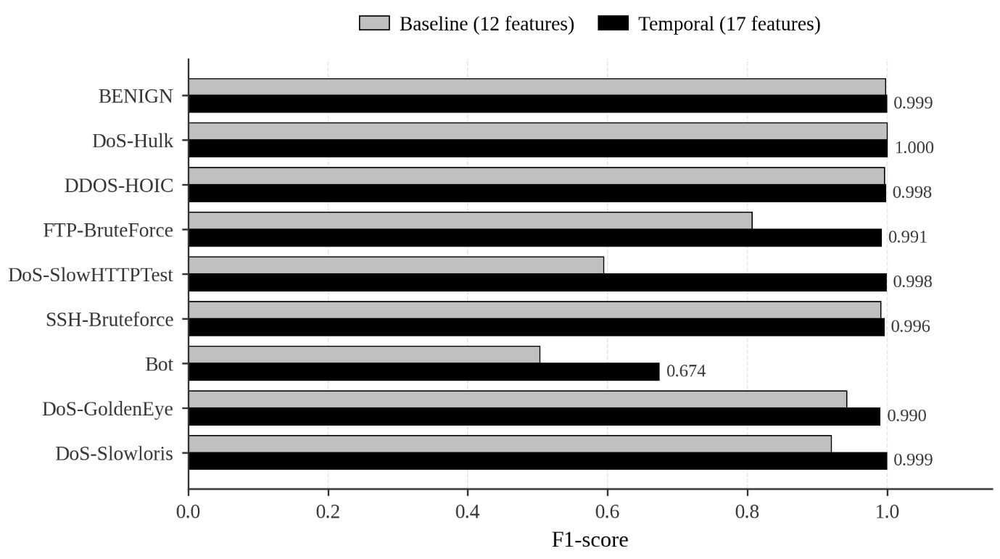 Baseline (12 features) Temporal (17 features)
BENIGN 0.999
DoS-Hulk 1.000
DDOS-HOIC 0.998
FTP-BruteForce 0.991
DoS-SlowHTTPTest 0.998
SSH-Bruteforce 0.996
Bot 0.674
DoS-GoldenEye 0.990
DoS-Slowloris 0.999
0.0 0.2 0.4 0.6 0.8 1.0
F1-score